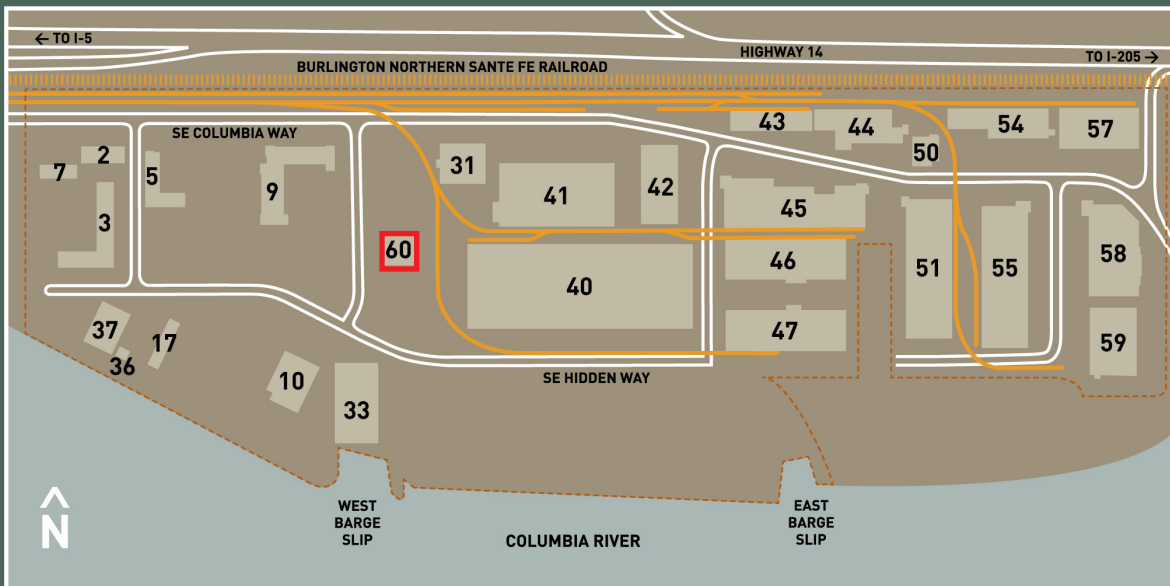 ← TO I-5
HIGHWAY 14
TO I-205 →
BURLINGTON NORTHERN SANTE FE RAILROAD
SE COLUMBIA WAY
43
44
54
57
50
7
2
5
9
31
41
42
45
3
60
40
46
51
55
58
37
36
17
10
33
47
59
SE HIDDEN WAY
N
WEST
BARGE
SLIP
COLUMBIA RIVER
EAST
BARGE
SLIP